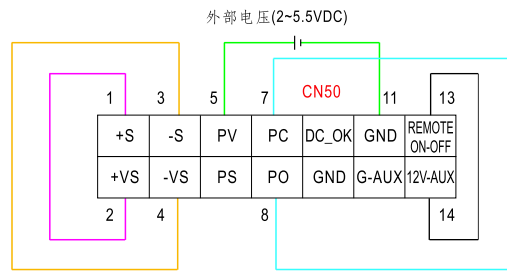 外部电压(2~5.5VDC)
CN50
1 3 5 7 11 13
+S -S PV PC DC_OK GND REMOTE ON-OFF
+VS -VS PS PO GND G-AUX 12V-AUX
2 4 8 14